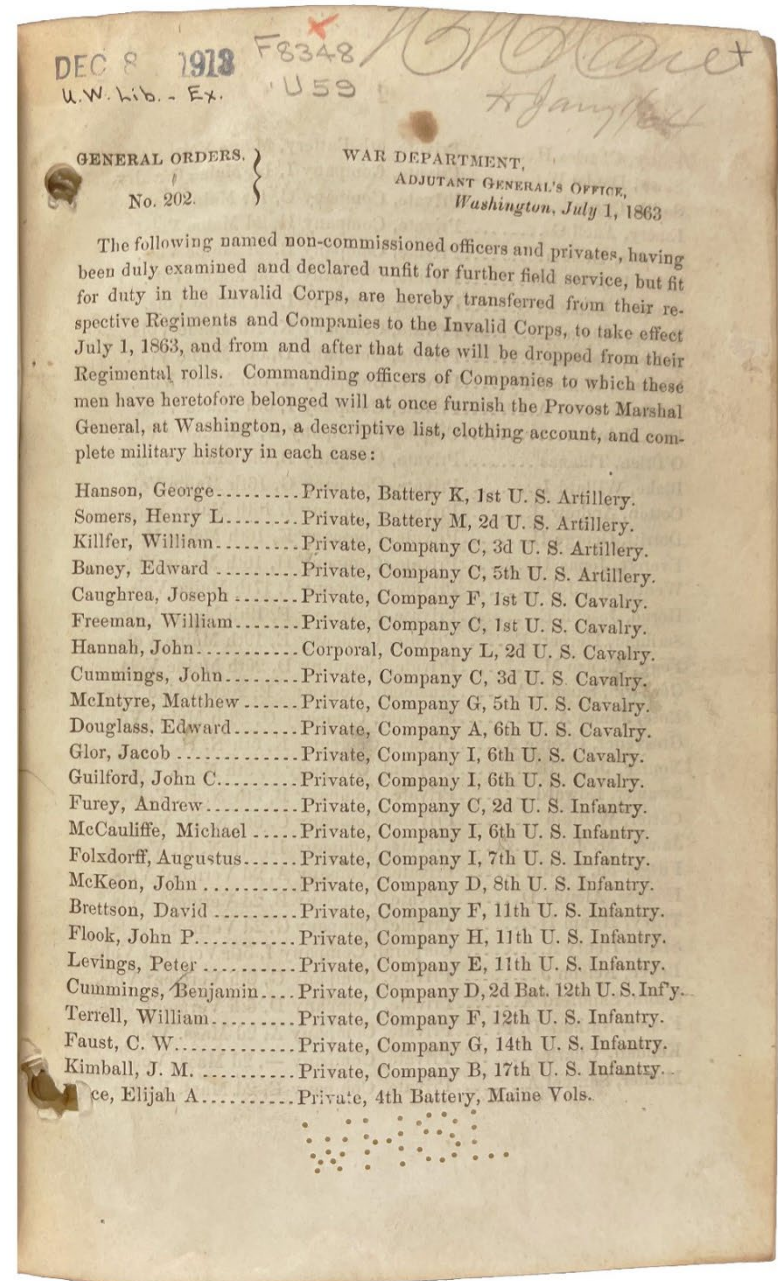 DEC 8 1913
F8348
U59
U.W. Lib. - Ex.
GENERAL ORDERS.
No. 202.
WAR DEPARTMENT,
ADJUTANT GENERAL'S OFFICE,
Washington, July 1, 1863
The following named non-commissioned officers and privates, having
been duly examined and declared unfit for further field service, but fit
for duty in the Invalid Corps, are hereby transferred from their re-
spective Regiments and Companies to the Invalid Corps, to take effect
July 1, 1863, and from and after that date will be dropped from their
Regimental rolls. Commanding officers of Companies to which these
men have heretofore belonged will at once furnish the Provost Marshal
General, at Washington, a descriptive list, clothing account, and com-
plete military history in each case:
Hanson, George.........Private, Battery K, 1st U. S. Artillery.
Somers, Henry L........Private, Battery M, 2d U. S. Artillery.
Killfer, William.........Private, Company C, 3d U. S. Artillery.
Baney, Edward .........Private, Company C, 5th U. S. Artillery.
Caughrea, Joseph .......Private, Company F, 1st U. S. Cavalry.
Freeman, William.......Private, Company C, 1st U. S. Cavalry.
Hannah, John...........Corporal, Company L, 2d U. S. Cavalry.
Cummings, John........Private, Company C, 3d U. S. Cavalry.
McIntyre, Matthew ......Private, Company G, 5th U. S. Cavalry.
Douglass, Edward.......Private, Company A, 6th U. S. Cavalry.
Glor, Jacob .............Private, Company I, 6th U. S. Cavalry.
Guilford, John C.........Private, Company I, 6th U. S. Cavalry.
Furey, Andrew..........Private, Company C, 2d U. S. Infantry.
McCauliffe, Michael .....Private, Company I, 6th U. S. Infantry.
Folxdorff, Augustus......Private, Company I, 7th U. S. Infantry.
McKeon, John ..........Private, Company D, 8th U. S. Infantry.
Brettson, David .........Private, Company F, 11th U. S. Infantry.
Flook, John P...........Private, Company H, 11th U. S. Infantry.
Levings, Peter ..........Private, Company E, 11th U. S. Infantry.
Cummings, Benjamin....Private, Company D, 2d Bat. 12th U. S. Inf'y.
Terrell, William.........Private, Company F, 12th U. S. Infantry.
Faust, C. W.............Private, Company G, 14th U. S. Infantry.
Kimball, J. M. ..........Private, Company B, 17th U. S. Infantry.
ce, Elijah A..........Private, 4th Battery, Maine Vols.